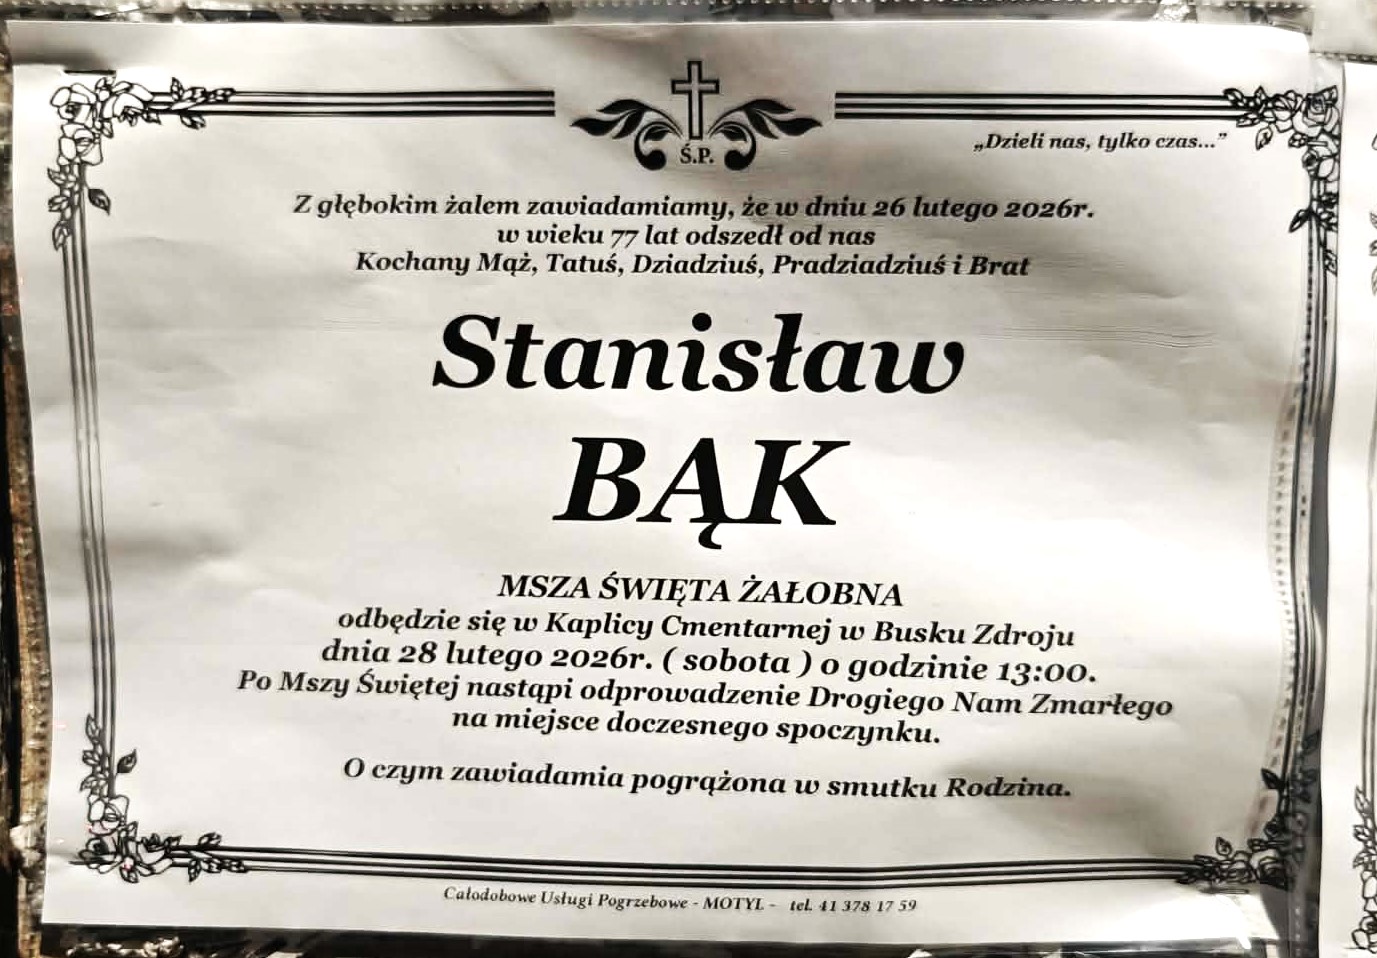 Ś.P.
„Dzieli nas, tylko czas...”
Z głębokim żalem zawiadamiamy, że w dniu 26 lutego 2026r.
w wieku 77 lat odszedł od nas
Kochany Mąż, Tatuś, Dziadziuś, Pradziadziuś i Brat
Stanisław
BĄK
MSZA ŚWIĘTA ŻAŁOBNA
odbędzie się w Kaplicy Cmentarnej w Busku Zdroju
dnia 28 lutego 2026r. ( sobota ) o godzinie 13:00.
Po Mszy Świętej nastąpi odprowadzenie Drogiego Nam Zmarłego
na miejsce doczesnego spoczynku.
O czym zawiadamia pogrążona w smutku Rodzina.
Całodobowe Usługi Pogrzebowe - MOTYL - tel. 41 378 17 59